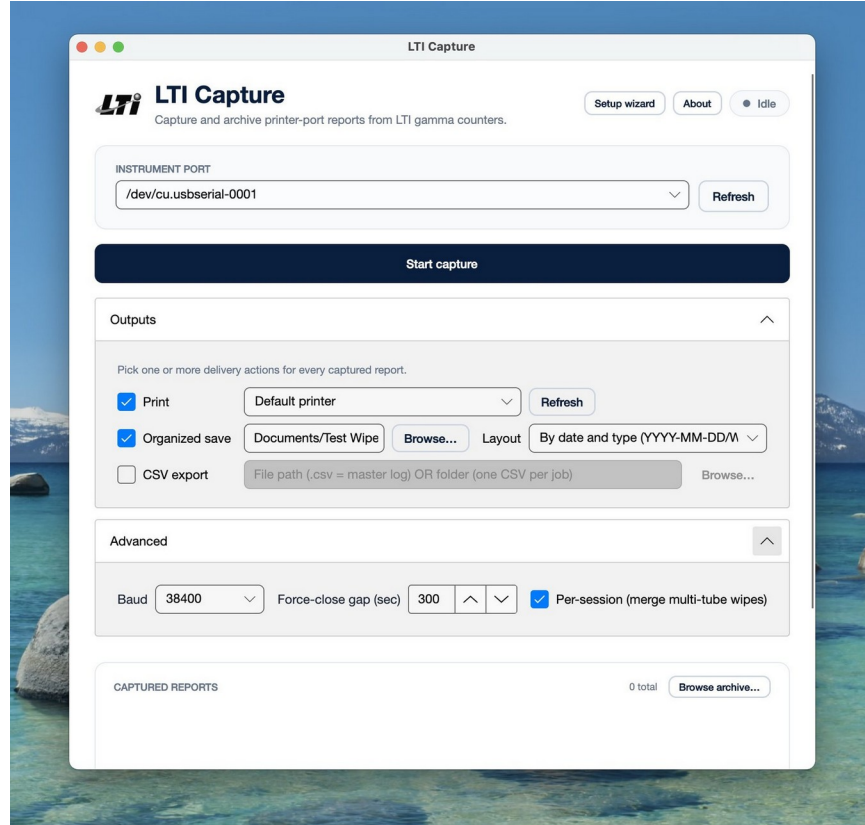 LTI Capture
LTI
LTI Capture
Capture and archive printer-port reports from LTI gamma counters.
Setup wizard
About
Idle
INSTRUMENT PORT
/dev/cu.usbserial-0001
Refresh
Start capture
Outputs
Pick one or more delivery actions for every captured report.
Print
Default printer
Refresh
Organized save
Documents/Test Wipe
Browse...
Layout
By date and type (YYYY-MM-DD/W
CSV export
File path (.csv = master log) OR folder (one CSV per job)
Browse...
Advanced
Baud
38400
Force-close gap (sec)
300
Per-session (merge multi-tube wipes)
CAPTURED REPORTS
0 total
Browse archive...